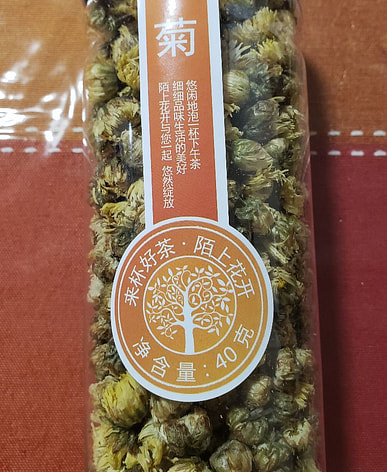 菊
悠闲地泡一杯下午茶
细细品味生活的美好
陌上花开与您一起 悠然绽放
来杯好茶·陌上花开
净含量:40克